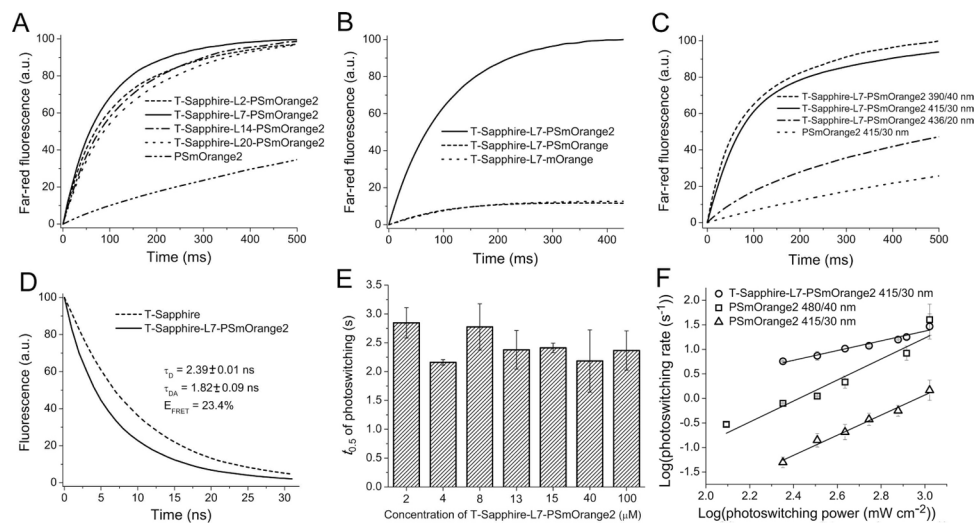 A
Far-red fluorescence (a.u.)
100
80
60
40
20
0
T-Sapphire-L2-PSmOrange2
T-Sapphire-L7-PSmOrange2
T-Sapphire-L14-PSmOrange2
T-Sapphire-L20-PSmOrange2
PSmOrange2
0 100 200 300 400 500
Time (ms)
B
Far-red fluorescence (a.u.)
100
80
60
40
20
0
T-Sapphire-L7-PSmOrange2
T-Sapphire-L7-PSmOrange
T-Sapphire-L7-mOrange
0 100 200 300 400
Time (ms)
C
Far-red fluorescence (a.u.)
100
80
60
40
20
0
T-Sapphire-L7-PSmOrange2 390/40 nm
T-Sapphire-L7-PSmOrange2 415/30 nm
T-Sapphire-L7-PSmOrange2 436/20 nm
PSmOrange2 415/30 nm
0 100 200 300 400 500
Time (ms)
D
Fluorescence (a.u.)
100
80
60
40
20
0
T-Sapphire
T-Sapphire-L7-PSmOrange2
τD = 2.39±0.01 ns
τDA = 1.82±0.09 ns
EFRET = 23.4%
0 5 10 15 20 25 30
Time (ns)
E
t0.5 of photoswitching (s)
3.5
3.0
2.5
2.0
1.5
1.0
0.5
0.0
2 4 8 13 15 40 100
Concentration of T-Sapphire-L7-PSmOrange2 (μM)
F
Log(photoswitching rate (s-1))
2.0
1.5
1.0
0.5
0.0
-0.5
-1.0
-1.5
T-Sapphire-L7-PSmOrange2 415/30 nm
PSmOrange2 480/40 nm
PSmOrange2 415/30 nm
2.0 2.2 2.4 2.6 2.8 3.0 3.2
Log(photoswitching power (mW cm-2))